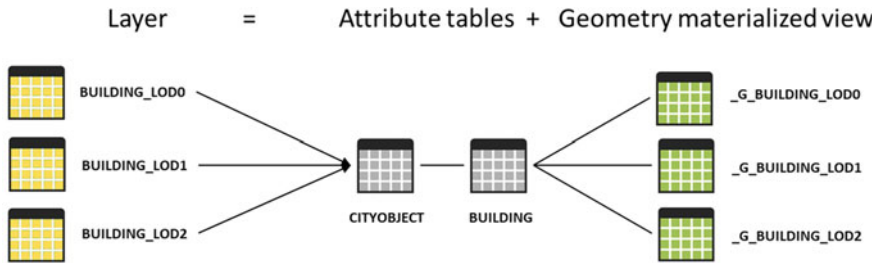 Layer = Attribute tables + Geometry materialized view
BUILDING_LOD0
_G_BUILDING_LOD0
BUILDING_LOD1
_G_BUILDING_LOD1
CITYOBJECT
BUILDING
BUILDING_LOD2
_G_BUILDING_LOD2